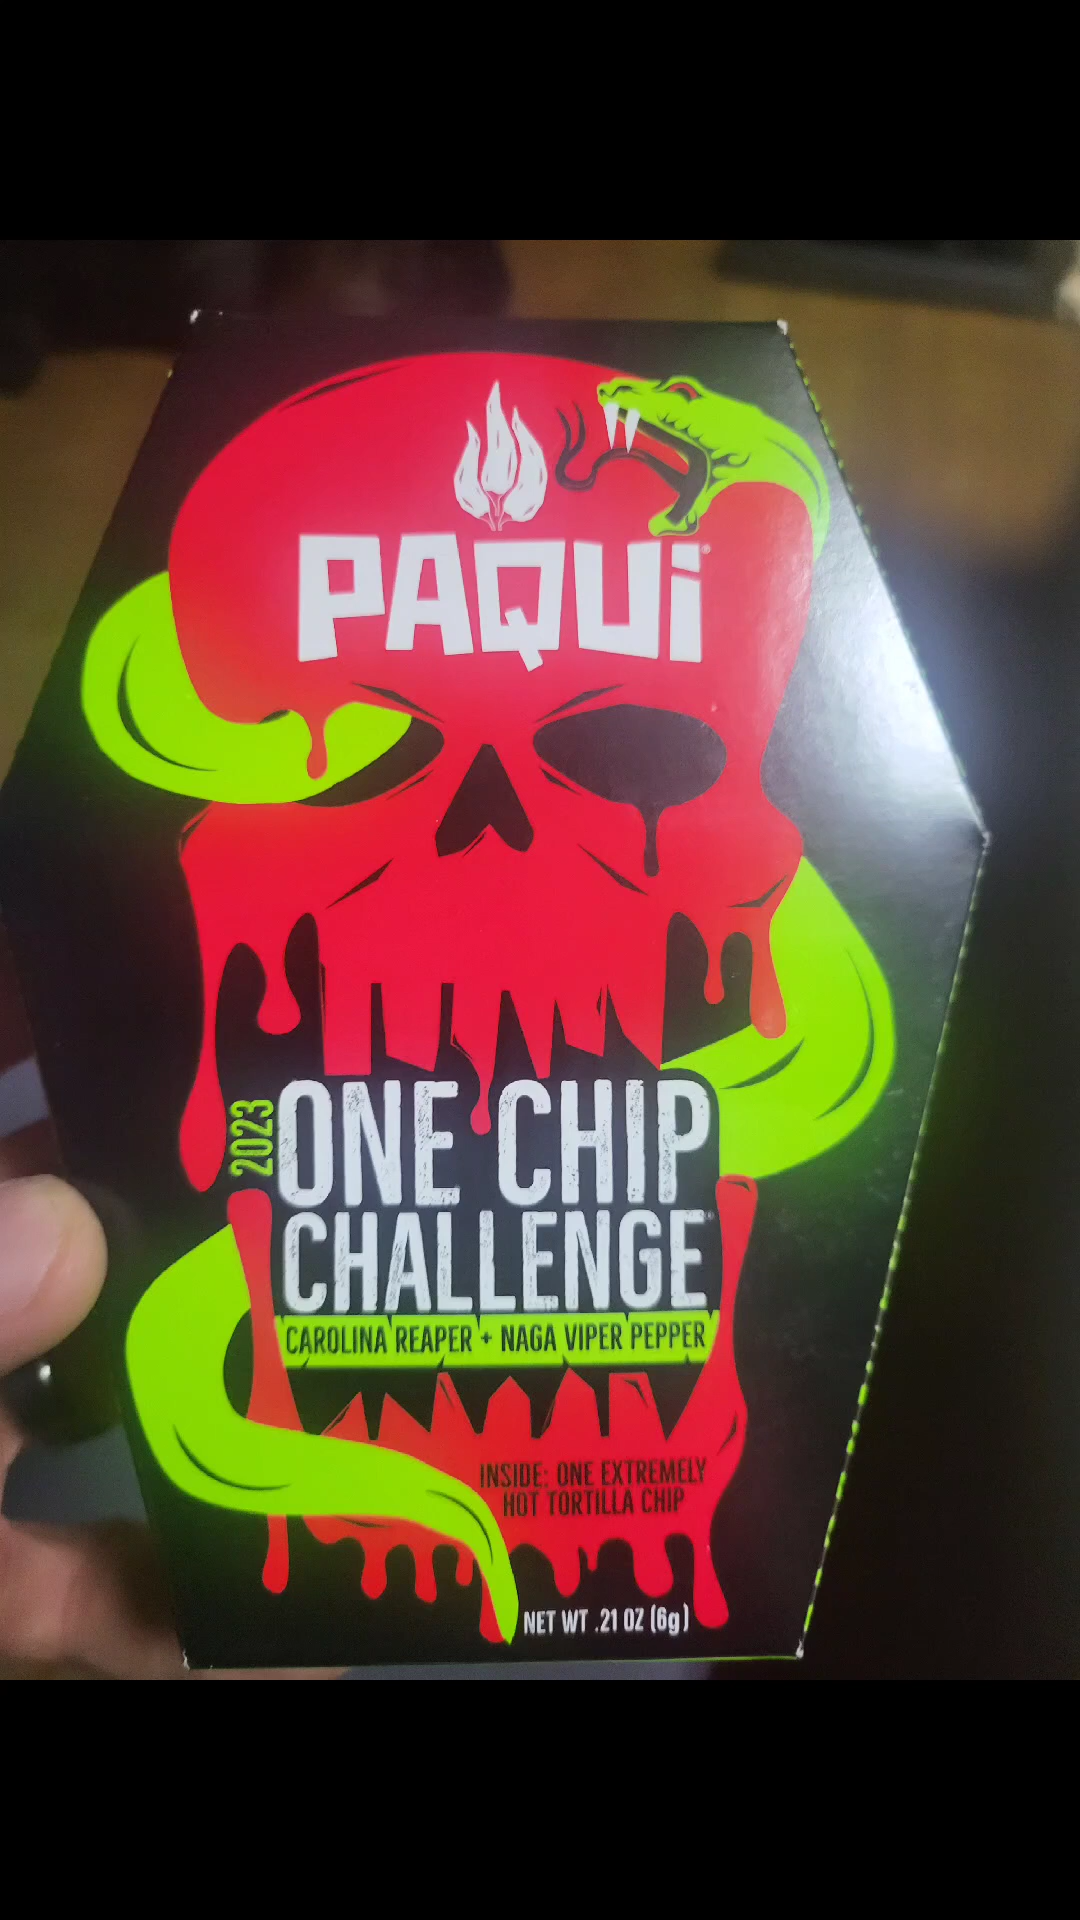 PAQUI®
2023
ONE CHIP
CHALLENGE®
CAROLINA REAPER + NAGA VIPER PEPPER
INSIDE: ONE EXTREMELY
HOT TORTILLA CHIP
NET WT .21 OZ (6g)